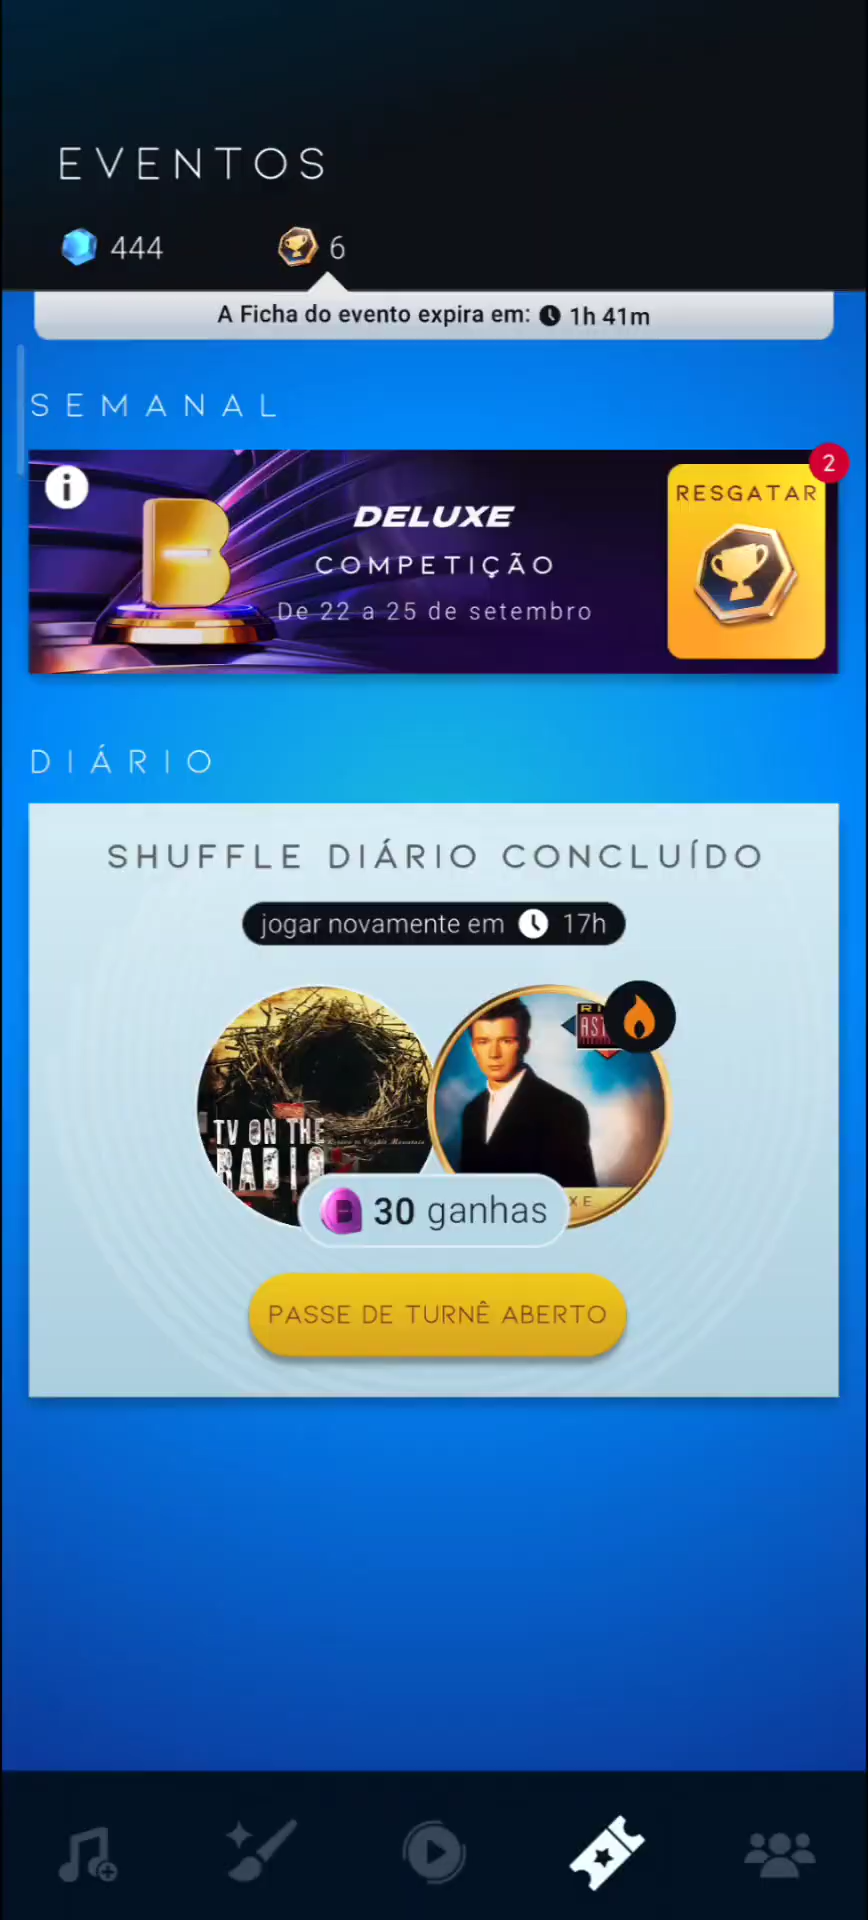 EVENTOS
444
6
A Ficha do evento expira em: 1h 41m
SEMANAL
2
i
RESGATAR
B
DELUXE
COMPETIÇÃO
De 22 a 25 de setembro
DIÁRIO
SHUFFLE DIÁRIO CONCLUÍDO
jogar novamente em 17h
TV ON THE
RADIO
30 ganhas
PASSE DE TURNÊ ABERTO